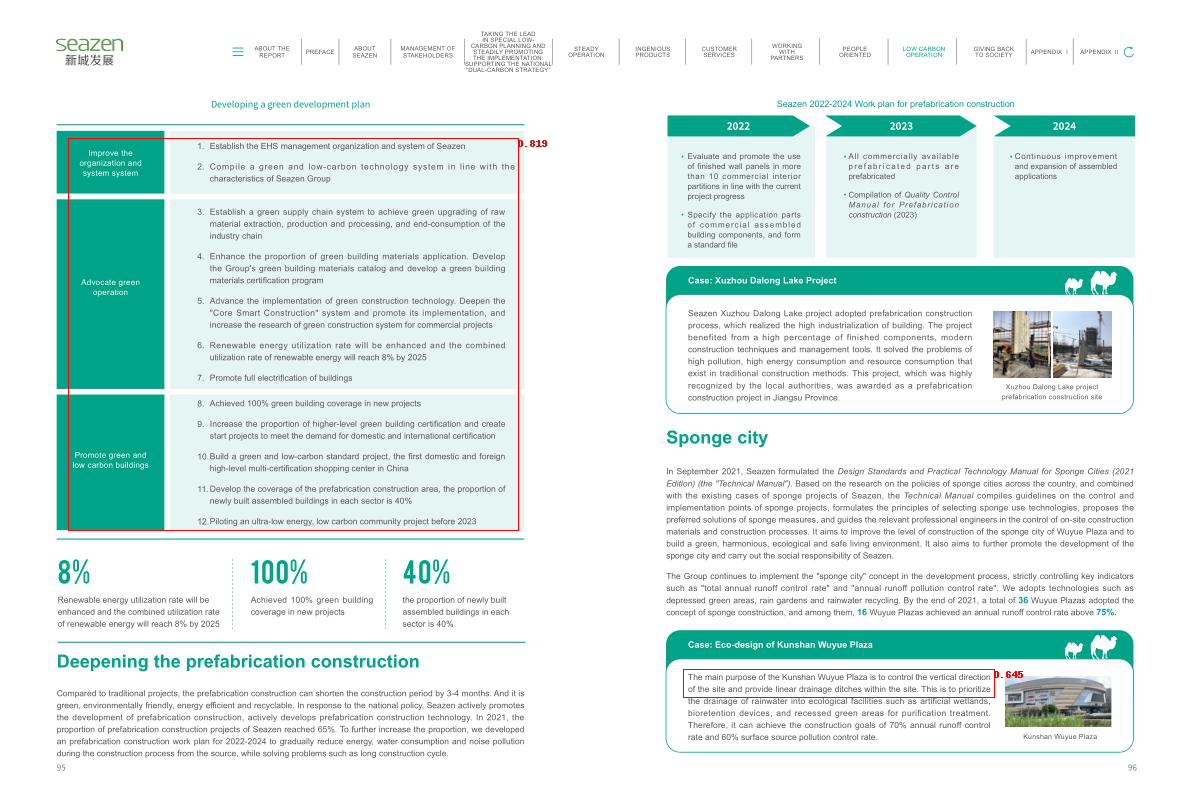 seazen
新城发展
ABOUT THE
REPORT
PREFACE
ABOUT
SEAZEN
MANAGEMENT OF
STAKEHOLDERS
TAKING THE LEAD
IN SPECIAL LOW-
CARBON PLANNING AND
STEADILY PROMOTING
THE IMPLEMENTATION:
SUPPORTING THE NATIONAL
"DUAL-CARBON STRATEGY"
STEADY
OPERATION
INGENIOUS
PRODUCTS
CUSTOMER
SERVICES
WORKING
WITH
PARTNERS
PEOPLE
ORIENTED
LOW CARBON
OPERATION
GIVING BACK
TO SOCIETY
APPENDIX I
APPENDIX II
Developing a green development plan
Improve the
organization and
system system
1. Establish the EHS management organization and system of Seazen
0.819
2. Compile a green and low-carbon technology system in line with the
characteristics of Seazen Group
Advocate green
operation
3. Establish a green supply chain system to achieve green upgrading of raw
material extraction, production and processing, and end-consumption of the
industry chain
4. Enhance the proportion of green building materials application. Develop
the Group's green building materials catalog and develop a green building
materials certification program
5. Advance the implementation of green construction technology. Deepen the
"Core Smart Construction" system and promote its implementation, and
increase the research of green construction system for commercial projects
6. Renewable energy utilization rate will be enhanced and the combined
utilization rate of renewable energy will reach 8% by 2025
7. Promote full electrification of buildings
Promote green and
low carbon buildings
8. Achieved 100% green building coverage in new projects
9. Increase the proportion of higher-level green building certification and create
start projects to meet the demand for domestic and international certification
10.Build a green and low-carbon standard project, the first domestic and foreign
high-level multi-certification shopping center in China
11. Develop the coverage of the prefabrication construction area, the proportion of
newly built assembled buildings in each sector is 40%
12.Piloting an ultra-low energy, low carbon community project before 2023
8%
Renewable energy utilization rate will be
enhanced and the combined utilization rate
of renewable energy will reach 8% by 2025
100%
Achieved 100% green building
coverage in new projects
40%
the proportion of newly built
assembled buildings in each
sector is 40%
Deepening the prefabrication construction
Compared to traditional projects, the prefabrication construction can shorten the construction period by 3-4 months. And it is
green, environmentally friendly, energy efficient and recyclable. In response to the national policy, Seazen actively promotes
the development of prefabrication construction, actively develops prefabrication construction technology. In 2021, the
proportion of prefabrication construction projects of Seazen reached 65%. To further increase the proportion, we developed
an prefabrication construction work plan for 2022-2024 to gradually reduce energy, water consumption and noise pollution
during the construction process from the source, while solving problems such as long construction cycle.
95
Seazen 2022-2024 Work plan for prefabrication construction
2022
• Evaluate and promote the use
of finished wall panels in more
than 10 commercial interior
partitions in line with the current
project progress
• Specify the application parts
of commercial assembled
building components, and form
a standard file
2023
• All commercially available
prefabricated parts are
prefabricated
• Compilation of Quality Control
Manual for Prefabrication
construction (2023)
2024
• Continuous improvement
and expansion of assembled
applications
Case: Xuzhou Dalong Lake Project
Seazen Xuzhou Dalong Lake project adopted prefabrication construction
process, which realized the high industrialization of building. The project
benefited from a high percentage of finished components, modern
construction techniques and management tools. It solved the problems of
high pollution, high energy consumption and resource consumption that
exist in traditional construction methods. This project, which was highly
recognized by the local authorities, was awarded as a prefabrication
construction project in Jiangsu Province.
Xuzhou Dalong Lake project
prefabrication construction site
Sponge city
In September 2021, Seazen formulated the Design Standards and Practical Technology Manual for Sponge Cities (2021
Edition) (the "Technical Manual"). Based on the research on the policies of sponge cities across the country, and combined
with the existing cases of sponge projects of Seazen, the Technical Manual compiles guidelines on the control and
implementation points of sponge projects, formulates the principles of selecting sponge use technologies, proposes the
preferred solutions of sponge measures, and guides the relevant professional engineers in the control of on-site construction
materials and construction processes. It aims to improve the level of construction of the sponge city of Wuyue Plaza and to
build a green, harmonious, ecological and safe living environment. It also aims to further promote the development of the
sponge city and carry out the social responsibility of Seazen.
The Group continues to implement the "sponge city" concept in the development process, strictly controlling key indicators
such as "total annual runoff control rate" and "annual runoff pollution control rate". We adopts technologies such as
depressed green areas, rain gardens and rainwater recycling. By the end of 2021, a total of 36 Wuyue Plazas adopted the
concept of sponge construction, and among them, 16 Wuyue Plazas achieved an annual runoff control rate above 75%.
Case: Eco-design of Kunshan Wuyue Plaza
The main purpose of the Kunshan Wuyue Plaza is to control the vertical direction
0.645
of the site and provide linear drainage ditches within the site. This is to prioritize
the drainage of rainwater into ecological facilities such as artificial wetlands,
bioretention devices, and recessed green areas for purification treatment.
Therefore, it can achieve the construction goals of 70% annual runoff control
rate and 60% surface source pollution control rate.
Kunshan Wuyue Plaza
96